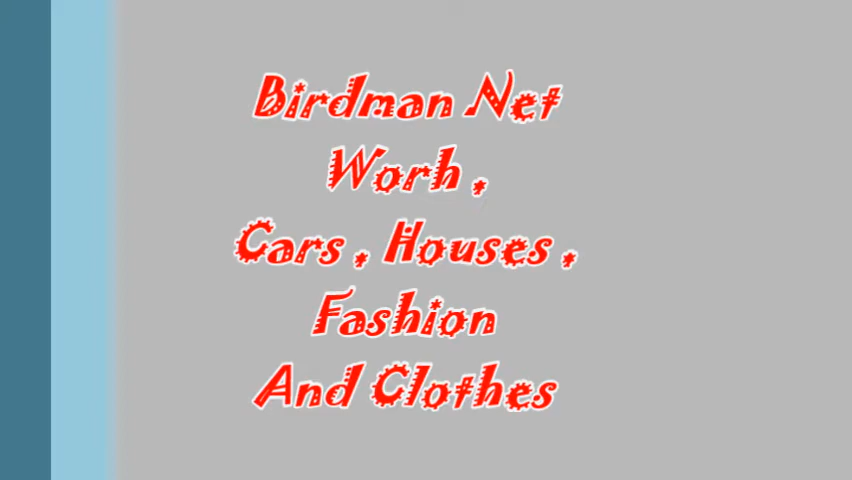 Birdman Net
Worh ,
Cars , Houses ,
Fashion
And Clothes